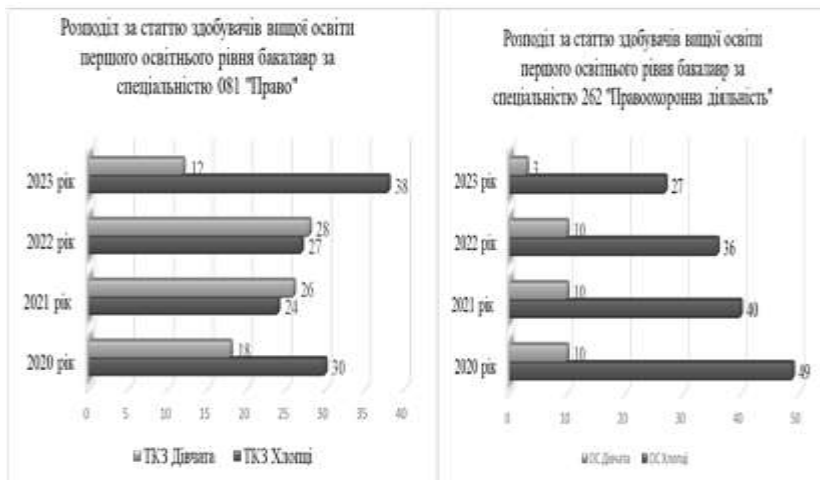 Розподіл за статтю здобувачів вищої освіти
першого освітнього рівня бакалавр за
спеціальністю 081 "Право"
2023 рік
12
38
2022 рік
28
27
2021 рік
26
24
2020 рік
18
30
0 5 10 15 20 25 30 35 40
ТКЗ Дівчата ТКЗ Хлопці
Розподіл за статтю здобувачів вищої освіти
першого освітнього рівня бакалавр за
спеціальністю 262 "Правоохоронна діяльність"
2023 рік
3
27
2022 рік
10
36
2021 рік
10
40
2020 рік
10
49
0 10 20 30 40 50
ОС Дівчата ОС Хлопці